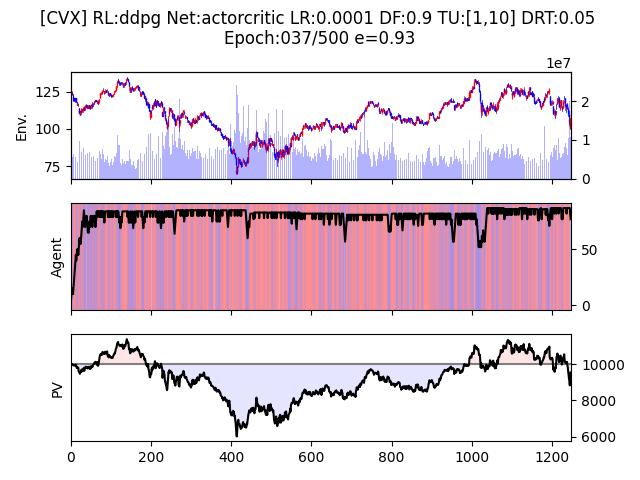 [CVX] RL:ddpg Net:actorcritic LR:0.0001 DF:0.9 TU:[1,10] DRT:0.05
Epoch:037/500 e=0.93
1e7
125
100
75
Env.
2
1
0
Agent
50
0
PV
10000
8000
6000
0 200 400 600 800 1000 1200